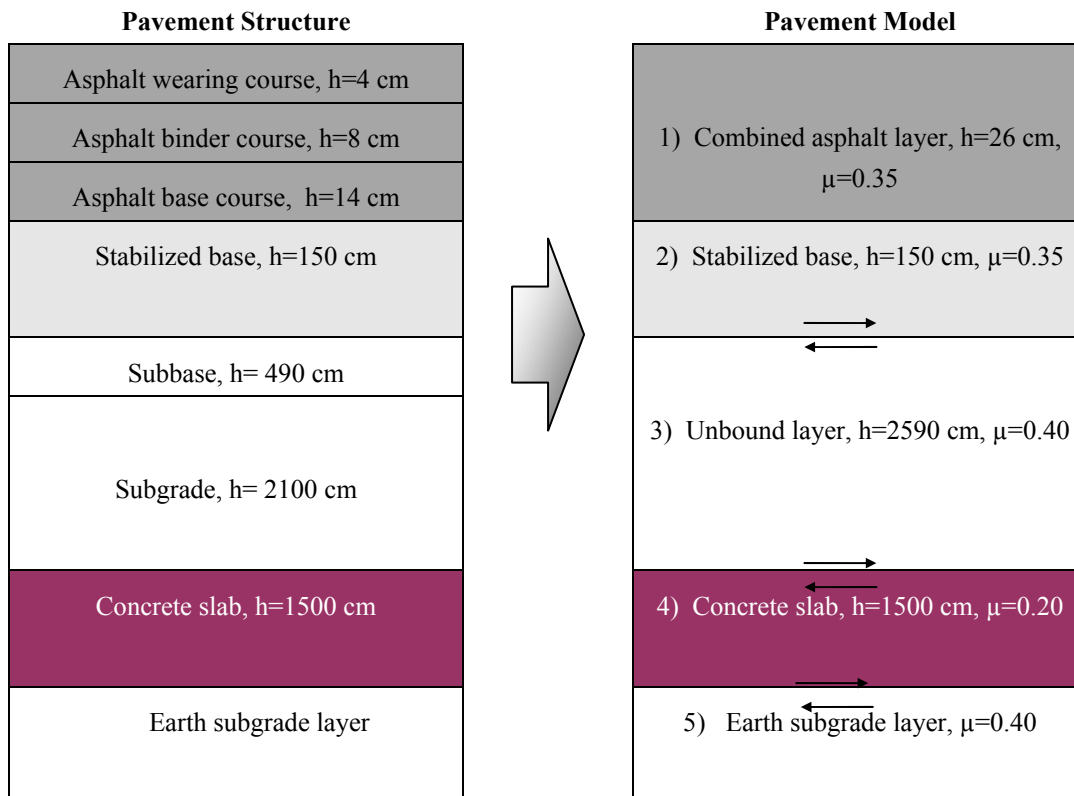 Pavement Structure
Asphalt wearing course, h=4 cm
Asphalt binder course, h=8 cm
Asphalt base course, h=14 cm
Stabilized base, h=150 cm
Subbase, h= 490 cm
Subgrade, h= 2100 cm
Concrete slab, h=1500 cm
Earth subgrade layer
Pavement Model
1) Combined asphalt layer, h=26 cm,
µ=0.35
2) Stabilized base, h=150 cm, µ=0.35
3) Unbound layer, h=2590 cm, µ=0.40
4) Concrete slab, h=1500 cm, µ=0.20
5) Earth subgrade layer, µ=0.40